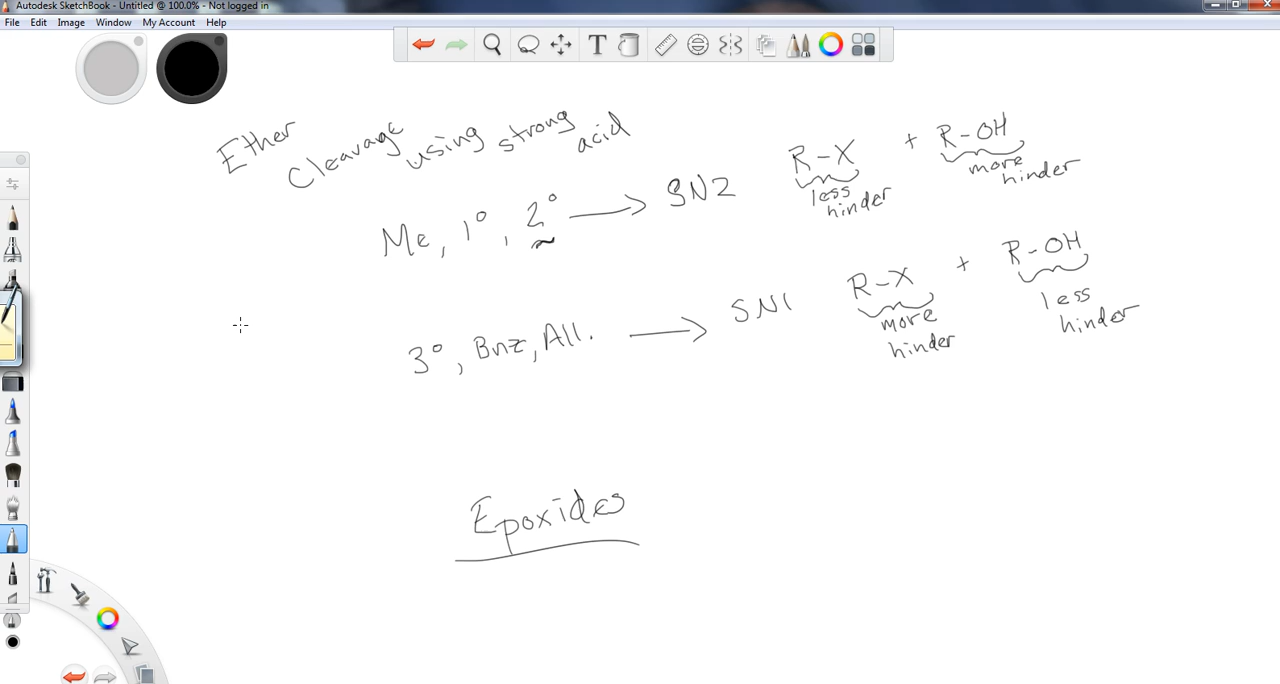 Autodesk SketchBook - Untitled @ 100.0% - Not logged in
File Edit Image Window My Account Help
T
Ether
Cleavage using strong acid
Me, 1°, 2° → SN2 R-X + R-OH
less hinder more hinder
3°, Bnz, All. → SN1 R-X + R-OH
more hinder less hinder
Epoxides